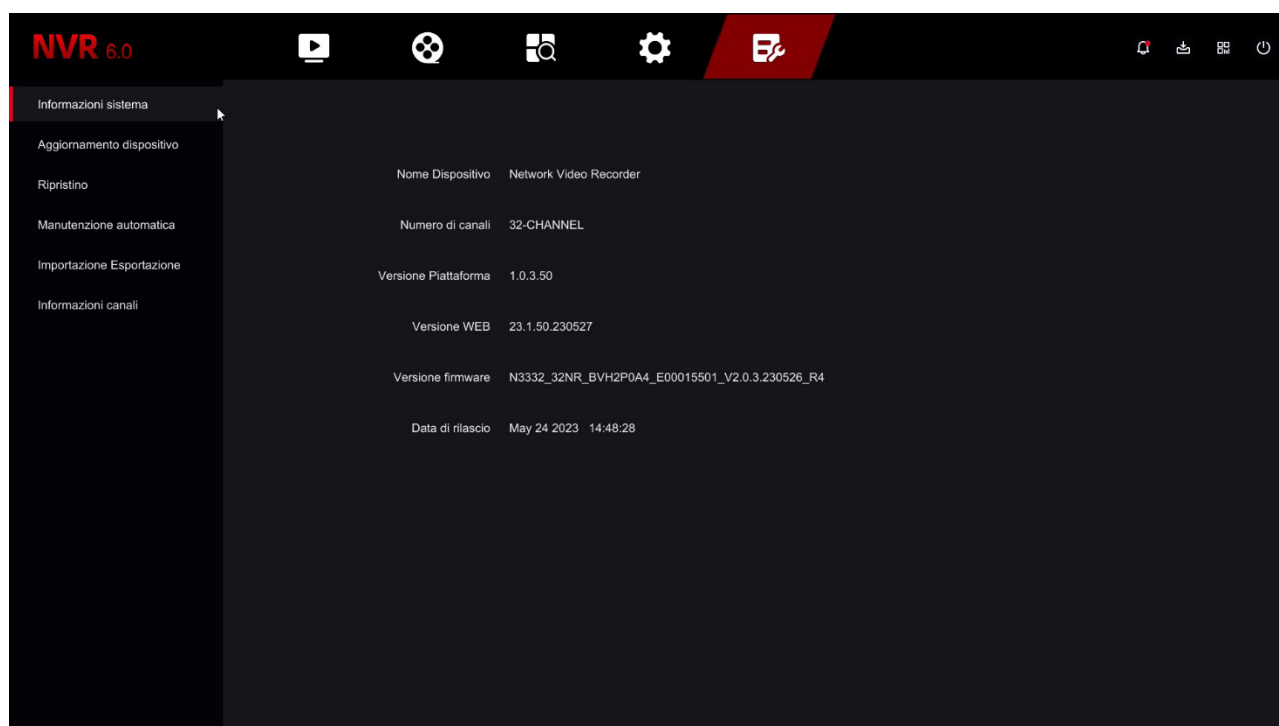 NVR 6.0
Informazioni sistema
Aggiornamento dispositivo
Ripristino
Manutenzione automatica
Importazione Esportazione
Informazioni canali
Nome Dispositivo Network Video Recorder
Numero di canali 32-CHANNEL
Versione Piattaforma 1.0.3.50
Versione WEB 23.1.50.230527
Versione firmware N3332_32NR_BVH2P0A4_E00015501_V2.0.3.230526_R4
Data di rilascio May 24 2023 14:48:28